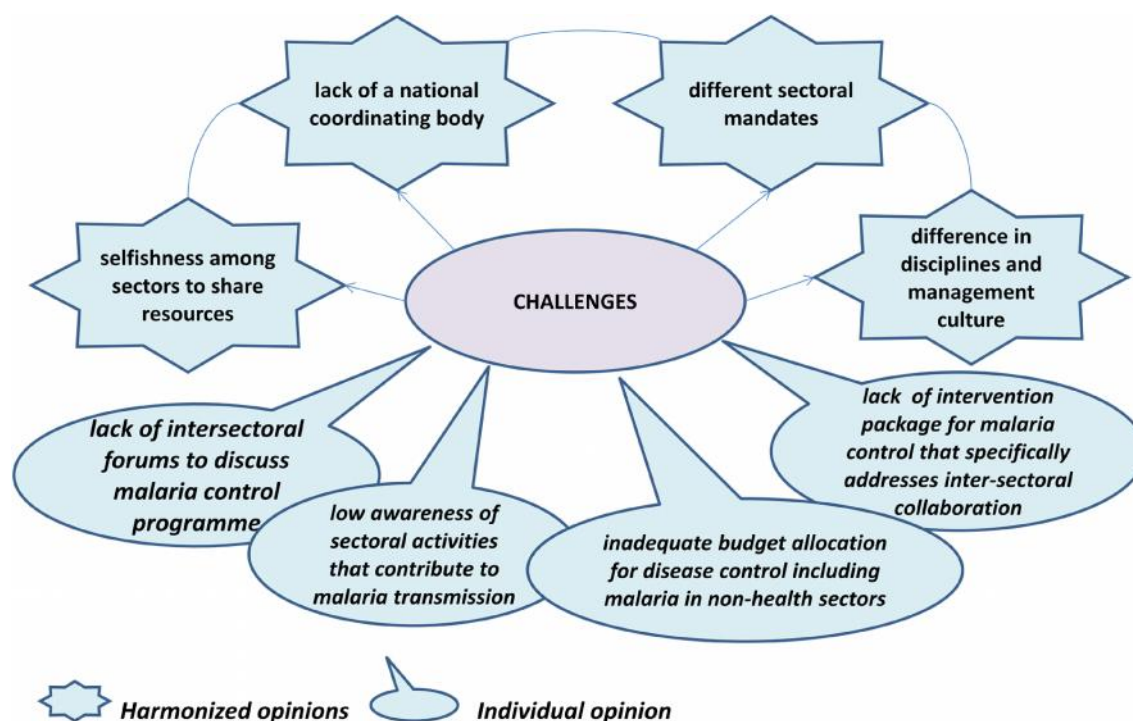 lack of a national
coordinating body
different sectoral
mandates
selfishness among
sectors to share
resources
CHALLENGES
difference in
disciplines and
management
culture
lack of intersectoral
forums to discuss
malaria control
programme
low awareness of
sectoral activities
that contribute to
malaria transmission
inadequate budget allocation
for disease control including
malaria in non-health sectors
lack of intervention
package for malaria
control that specifically
addresses inter-sectoral
collaboration
Harmonized opinions
Individual opinion